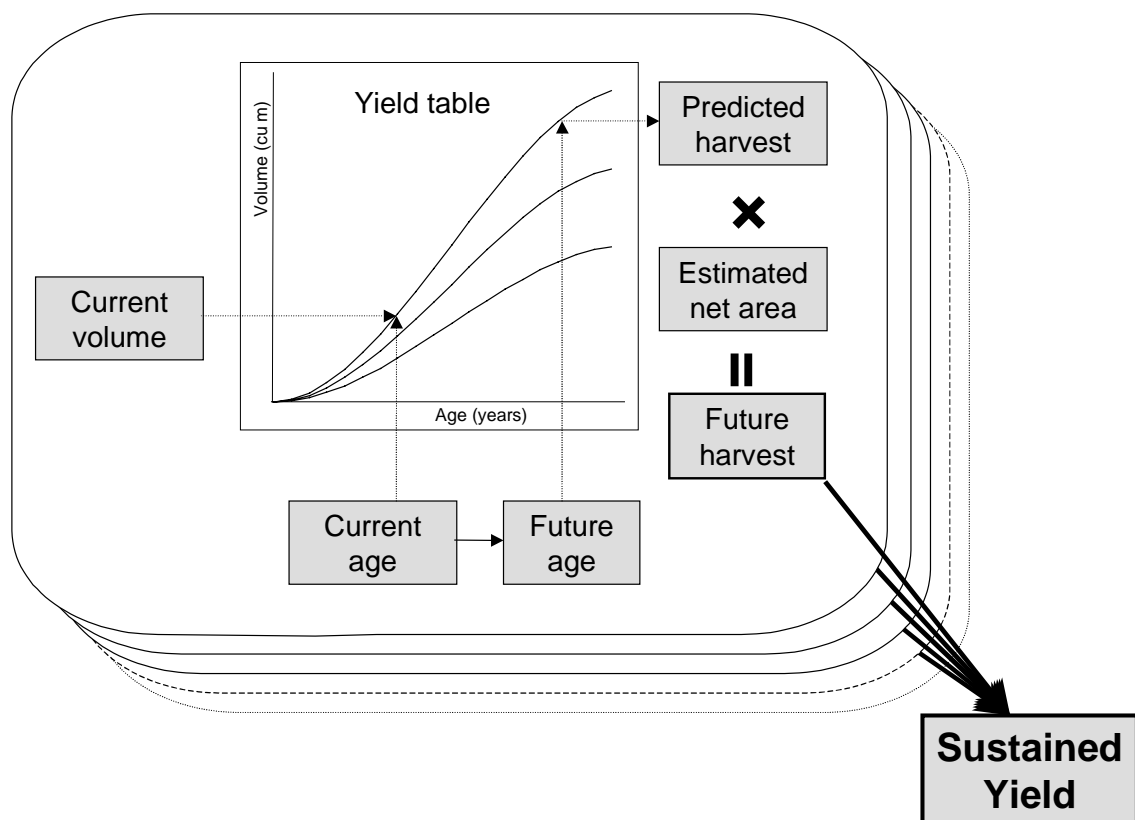 Yield table
Volume (cu m)
Age (years)
Predicted
harvest
×
Estimated
net area
=
Future
harvest
Current
volume
Current
age
Future
age
Sustained
Yield